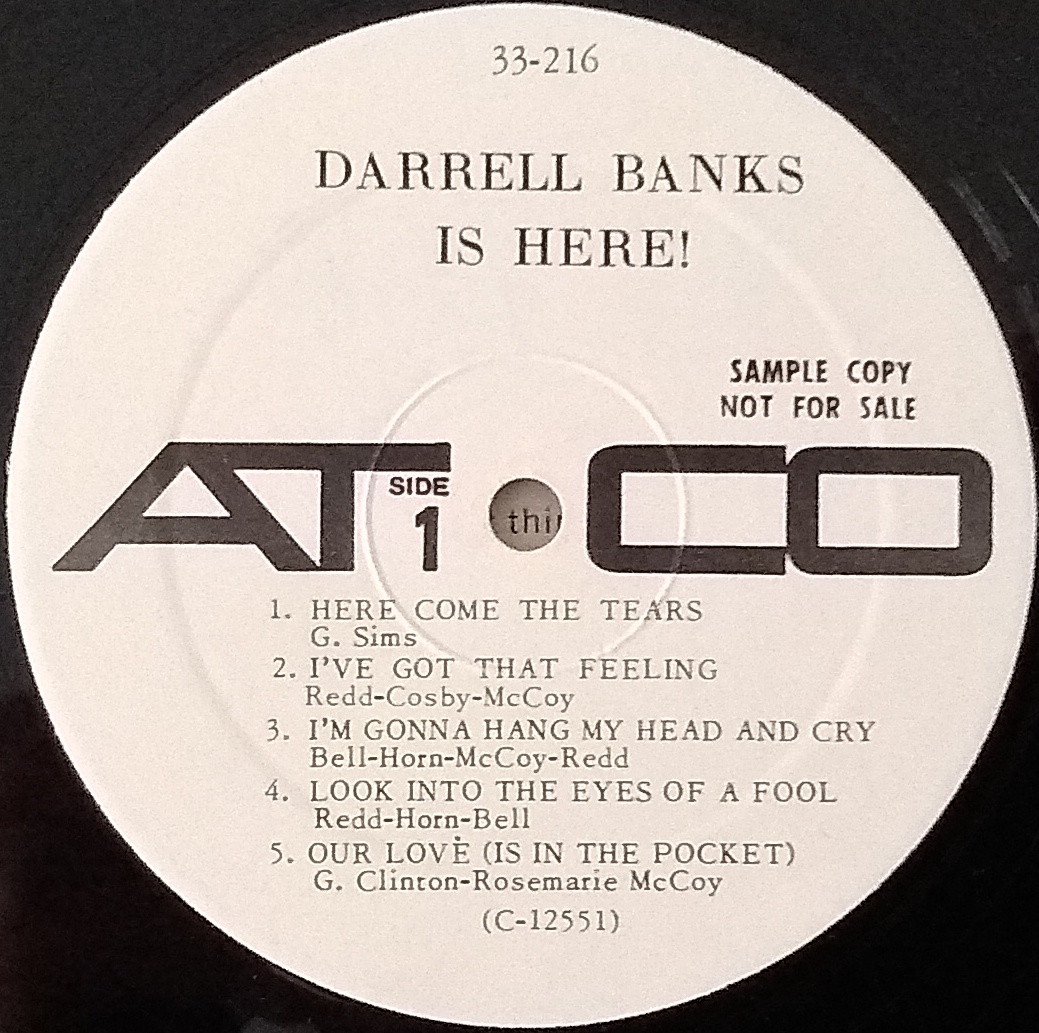 33-216
DARRELL BANKS
IS HERE!
SAMPLE COPY
NOT FOR SALE
ATCO
SIDE
1
thi
1. HERE COME THE TEARS
G. Sims
2. I'VE GOT THAT FEELING
Redd-Cosby-McCoy
3. I'M GONNA HANG MY HEAD AND CRY
Bell-Horn-McCoy-Redd
4. LOOK INTO THE EYES OF A FOOL
Redd-Horn-Bell
5. OUR LOVE (IS IN THE POCKET)
G. Clinton-Rosemarie McCoy
(C-12551)